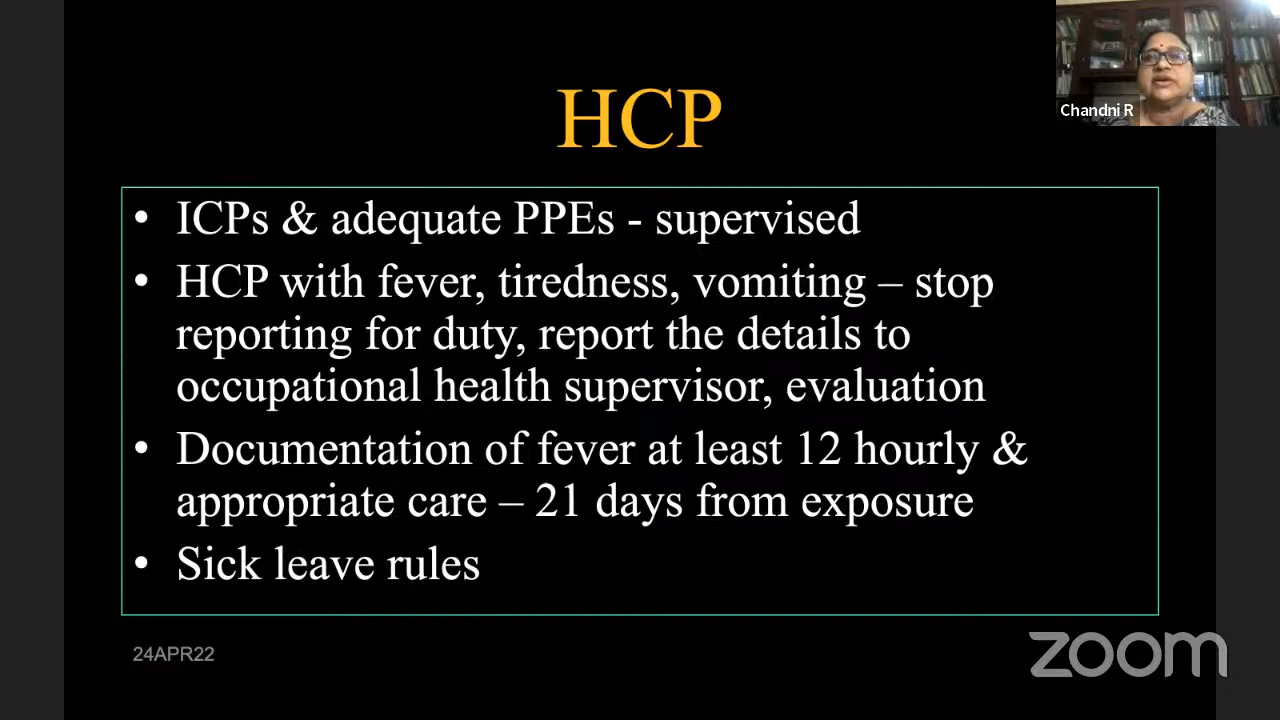 Chandni R
HCP
• ICPs & adequate PPEs - supervised
• HCP with fever, tiredness, vomiting – stop
reporting for duty, report the details to
occupational health supervisor, evaluation
• Documentation of fever at least 12 hourly &
appropriate care – 21 days from exposure
• Sick leave rules
24APR22
zoom